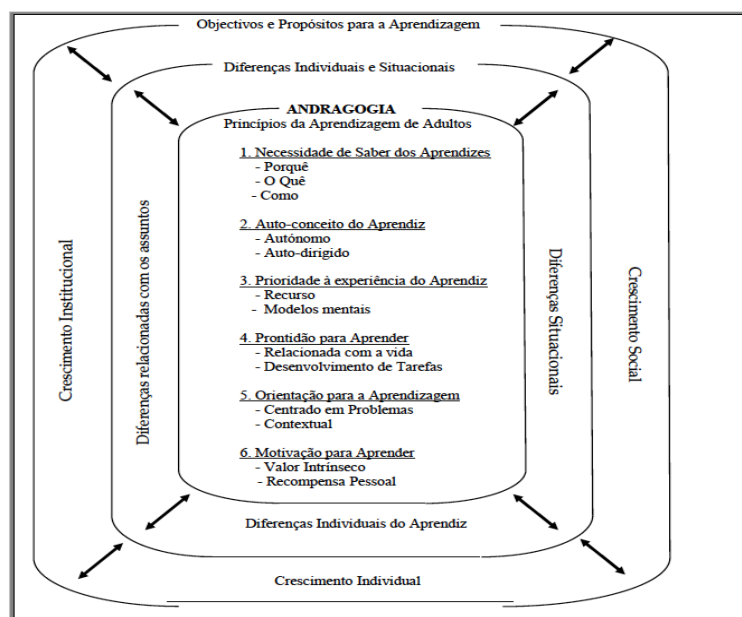 Objectivos e Propósitos para a Aprendizagem
Diferenças Individuais e Situacionais
ANDRAGOGIA
Princípios da Aprendizagem de Adultos
1. Necessidade de Saber dos Aprendizes
- Porquê
- O Quê
- Como
2. Auto-conceito do Aprendiz
- Autónomo
- Auto-dirigido
3. Prioridade à experiência do Aprendiz
- Recurso
- Modelos mentais
4. Prontidão para Aprender
- Relacionada com a vida
- Desenvolvimento de Tarefas
5. Orientação para a Aprendizagem
- Centrado em Problemas
- Contextual
6. Motivação para Aprender
- Valor Intrínseco
- Recompensa Pessoal
Crescimento Institucional
Diferenças relacionadas com os assuntos
Diferenças Situacionais
Crescimento Social
Diferenças Individuais do Aprendiz
Crescimento Individual